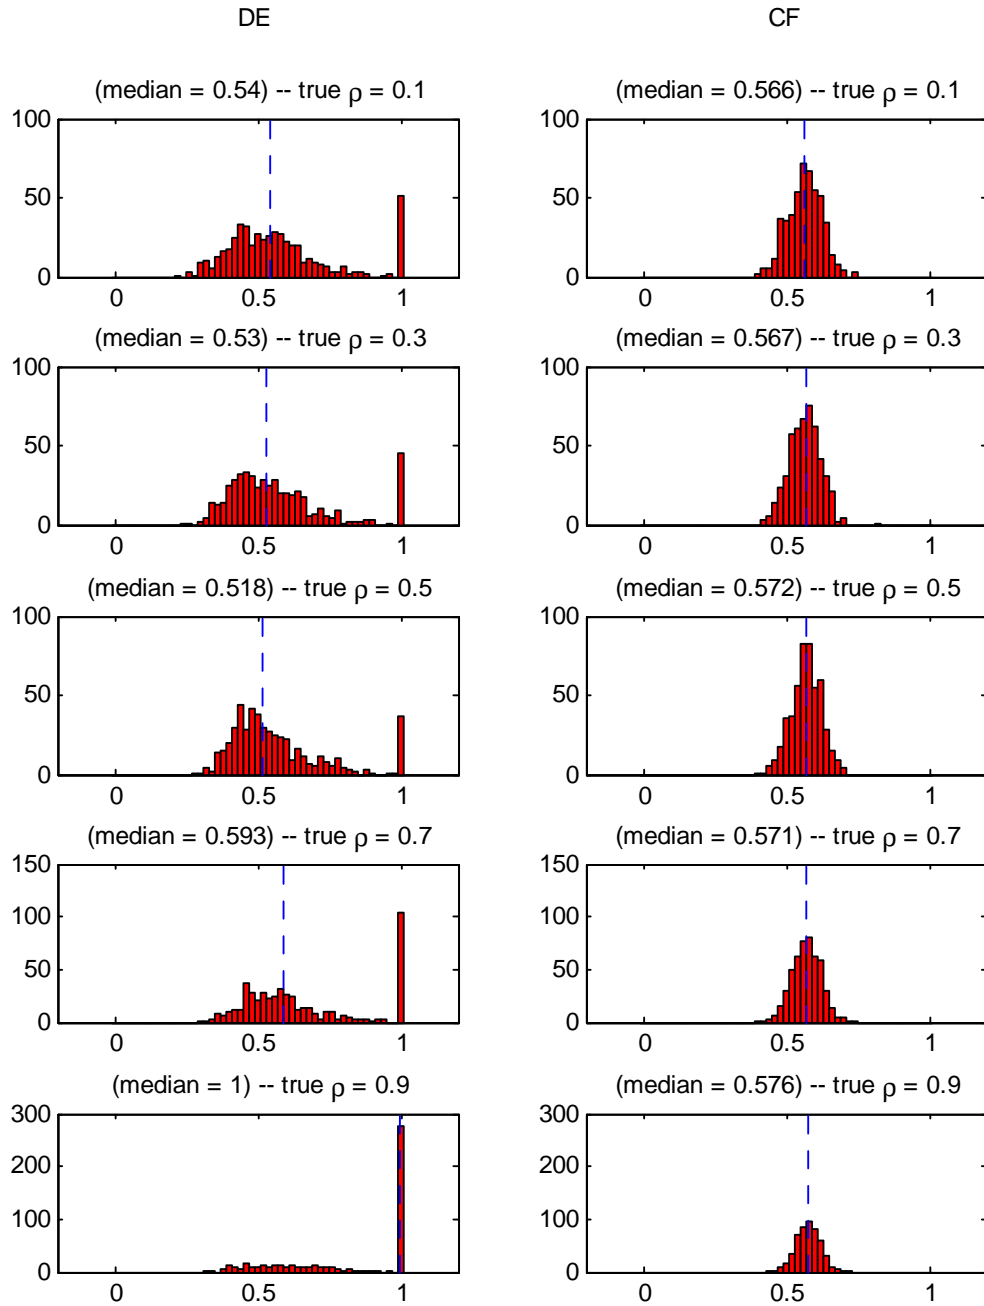 DE CF
(median = 0.54) -- true ρ = 0.1 (median = 0.566) -- true ρ = 0.1
100 100
50 50
0 0
0 0.5 1 0 0.5 1
(median = 0.53) -- true ρ = 0.3 (median = 0.567) -- true ρ = 0.3
100 100
50 50
0 0
0 0.5 1 0 0.5 1
(median = 0.518) -- true ρ = 0.5 (median = 0.572) -- true ρ = 0.5
100 100
50 50
0 0
0 0.5 1 0 0.5 1
(median = 0.593) -- true ρ = 0.7 (median = 0.571) -- true ρ = 0.7
150 150
100 100
50 50
0 0
0 0.5 1 0 0.5 1
(median = 1) -- true ρ = 0.9 (median = 0.576) -- true ρ = 0.9
300 300
200 200
100 100
0 0
0 0.5 1 0 0.5 1